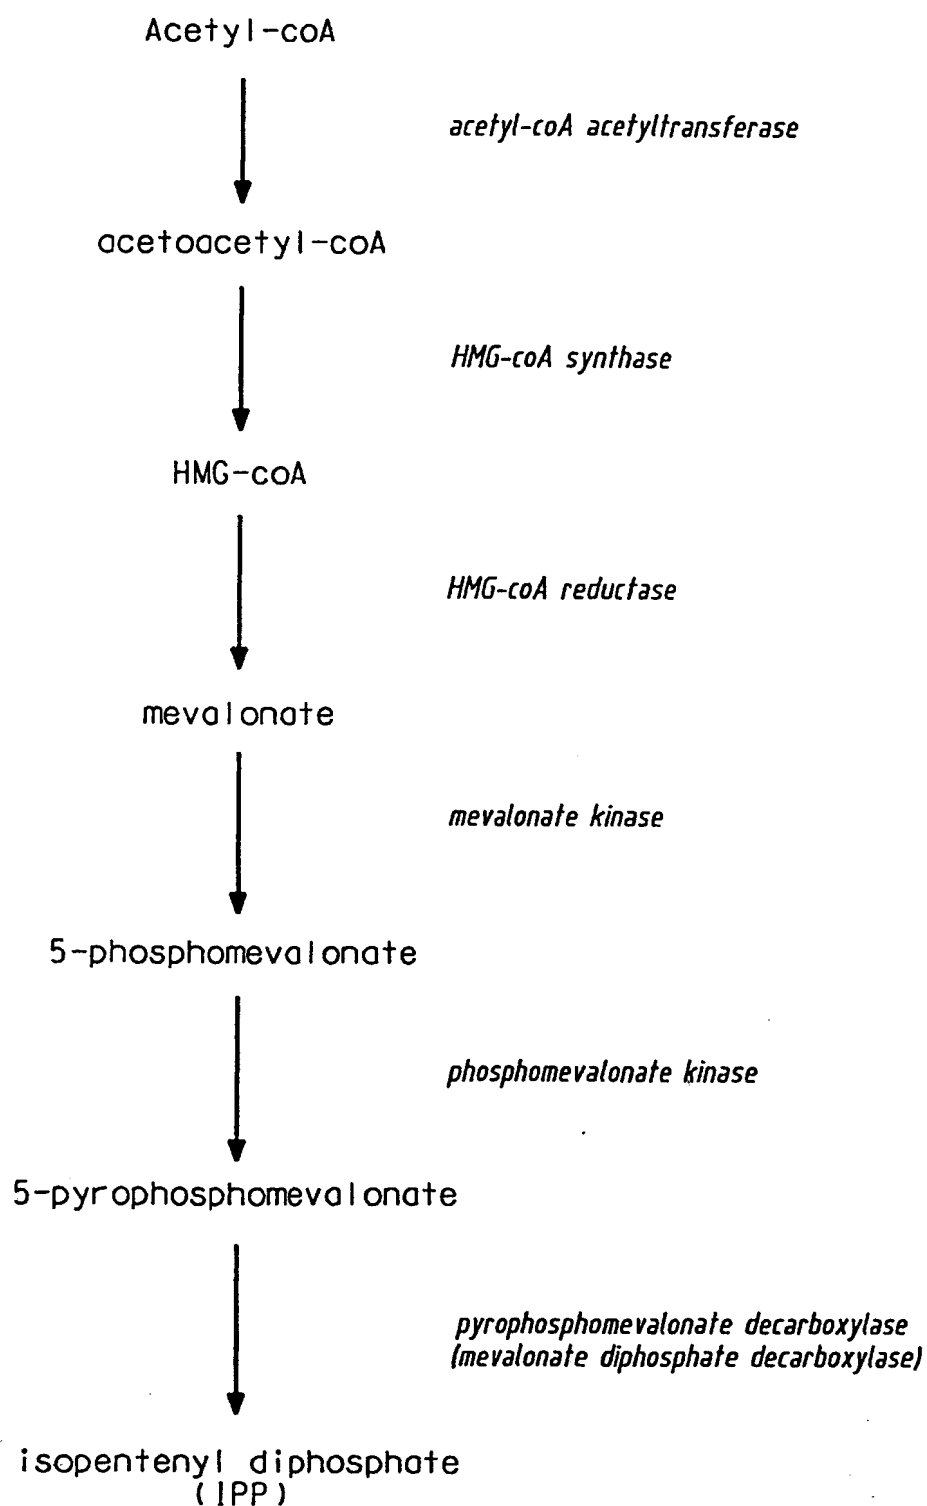 Acetyl-coA
acetyl-coA acetyltransferase
acetoacetyl-coA
HMG-coA synthase
HMG-coA
HMG-coA reductase
mevalonate
mevalonate kinase
5-phosphomevalonate
phosphomevalonate kinase
5-pyrophosphomevalonate
pyrophosphomevalonate decarboxylase
(mevalonate diphosphate decarboxylase)
isopentenyl diphosphate
(IPP)